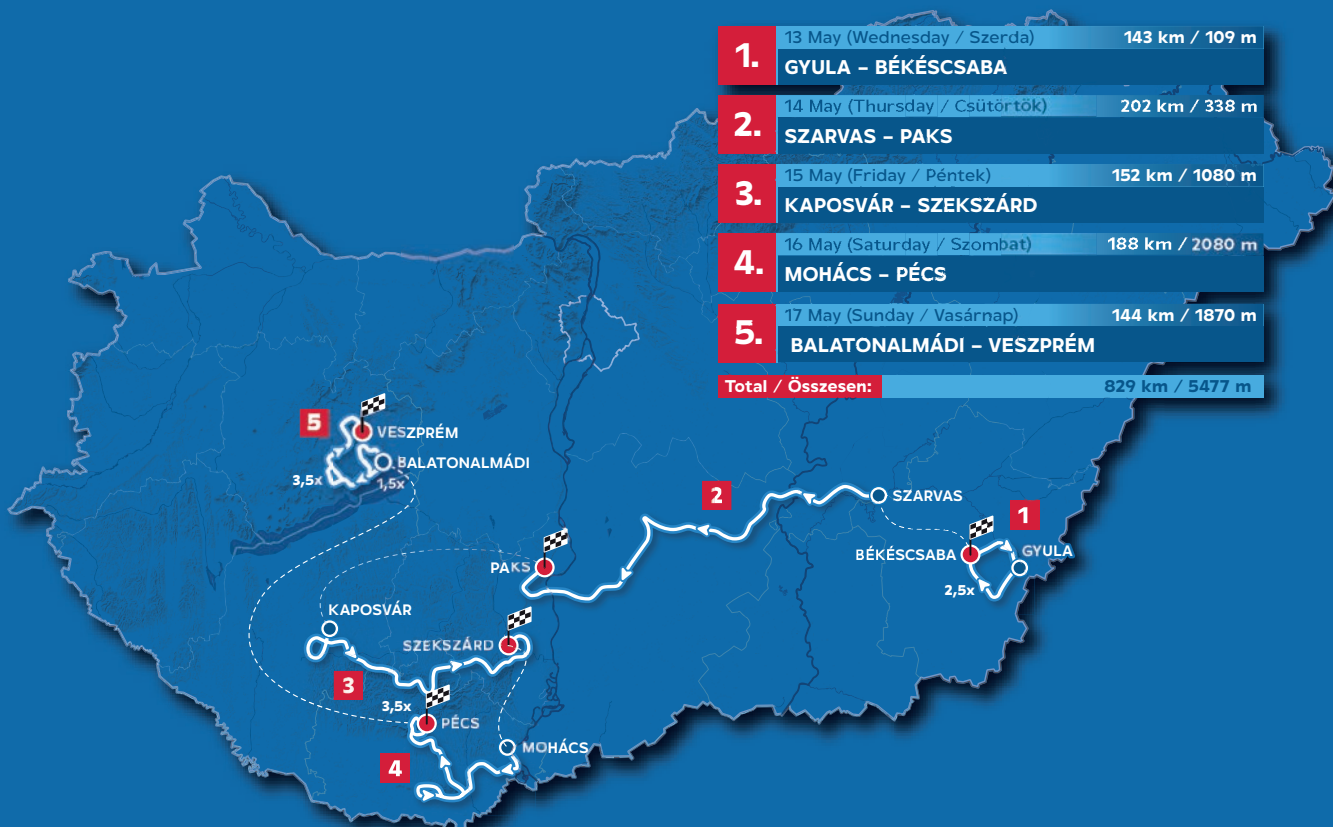 1.
13 May (Wednesday / Szerda) 143 km / 109 m
GYULA – BÉKÉSCSABA
2.
14 May (Thursday / Csütörtök) 202 km / 338 m
SZARVAS – PAKS
3.
15 May (Friday / Péntek) 152 km / 1080 m
KAPOSVÁR – SZEKSZÁRD
4.
16 May (Saturday / Szombat) 188 km / 2080 m
MOHÁCS – PÉCS
5.
17 May (Sunday / Vasárnap) 144 km / 1870 m
BALATONALMÁDI – VESZPRÉM
Total / Összesen: 829 km / 5477 m
5
VESZPRÉM
BALATONALMÁDI
3,5x
1,5x
2
SZARVAS
1
BÉKÉSCSABA
GYULA
2,5x
PAKS
KAPOSVÁR
SZEKSZÁRD
3
3,5x
PÉCS
MOHÁCS
4